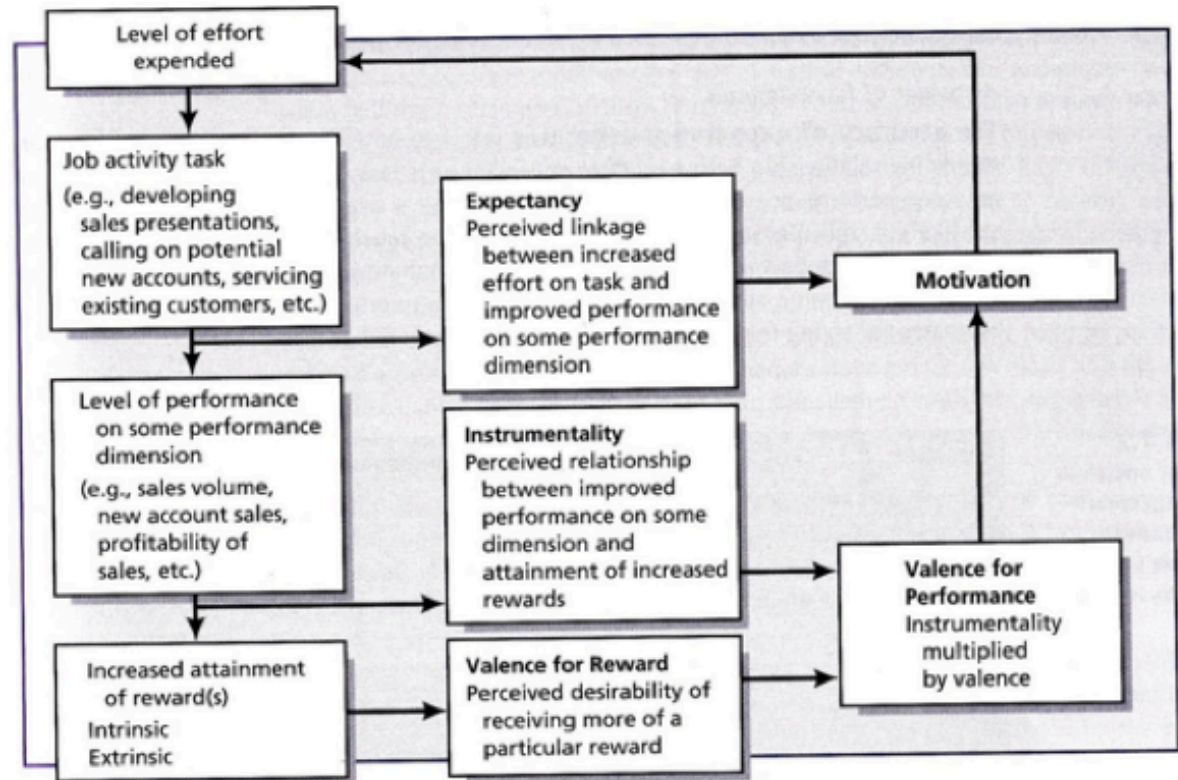 Level of effort
expended
Job activity task
(e.g., developing
sales presentations,
calling on potential
new accounts, servicing
existing customers, etc.)
Level of performance
on some performance
dimension
(e.g., sales volume,
new account sales,
profitability of
sales, etc.)
Increased attainment
of reward(s)
Intrinsic
Extrinsic
Expectancy
Perceived linkage
between increased
effort on task and
improved performance
on some performance
dimension
Instrumentality
Perceived relationship
between improved
performance on some
dimension and
attainment of increased
rewards
Valence for Reward
Perceived desirability of
receiving more of a
particular reward
Motivation
Valence for
Performance
Instrumentality
multiplied
by valence